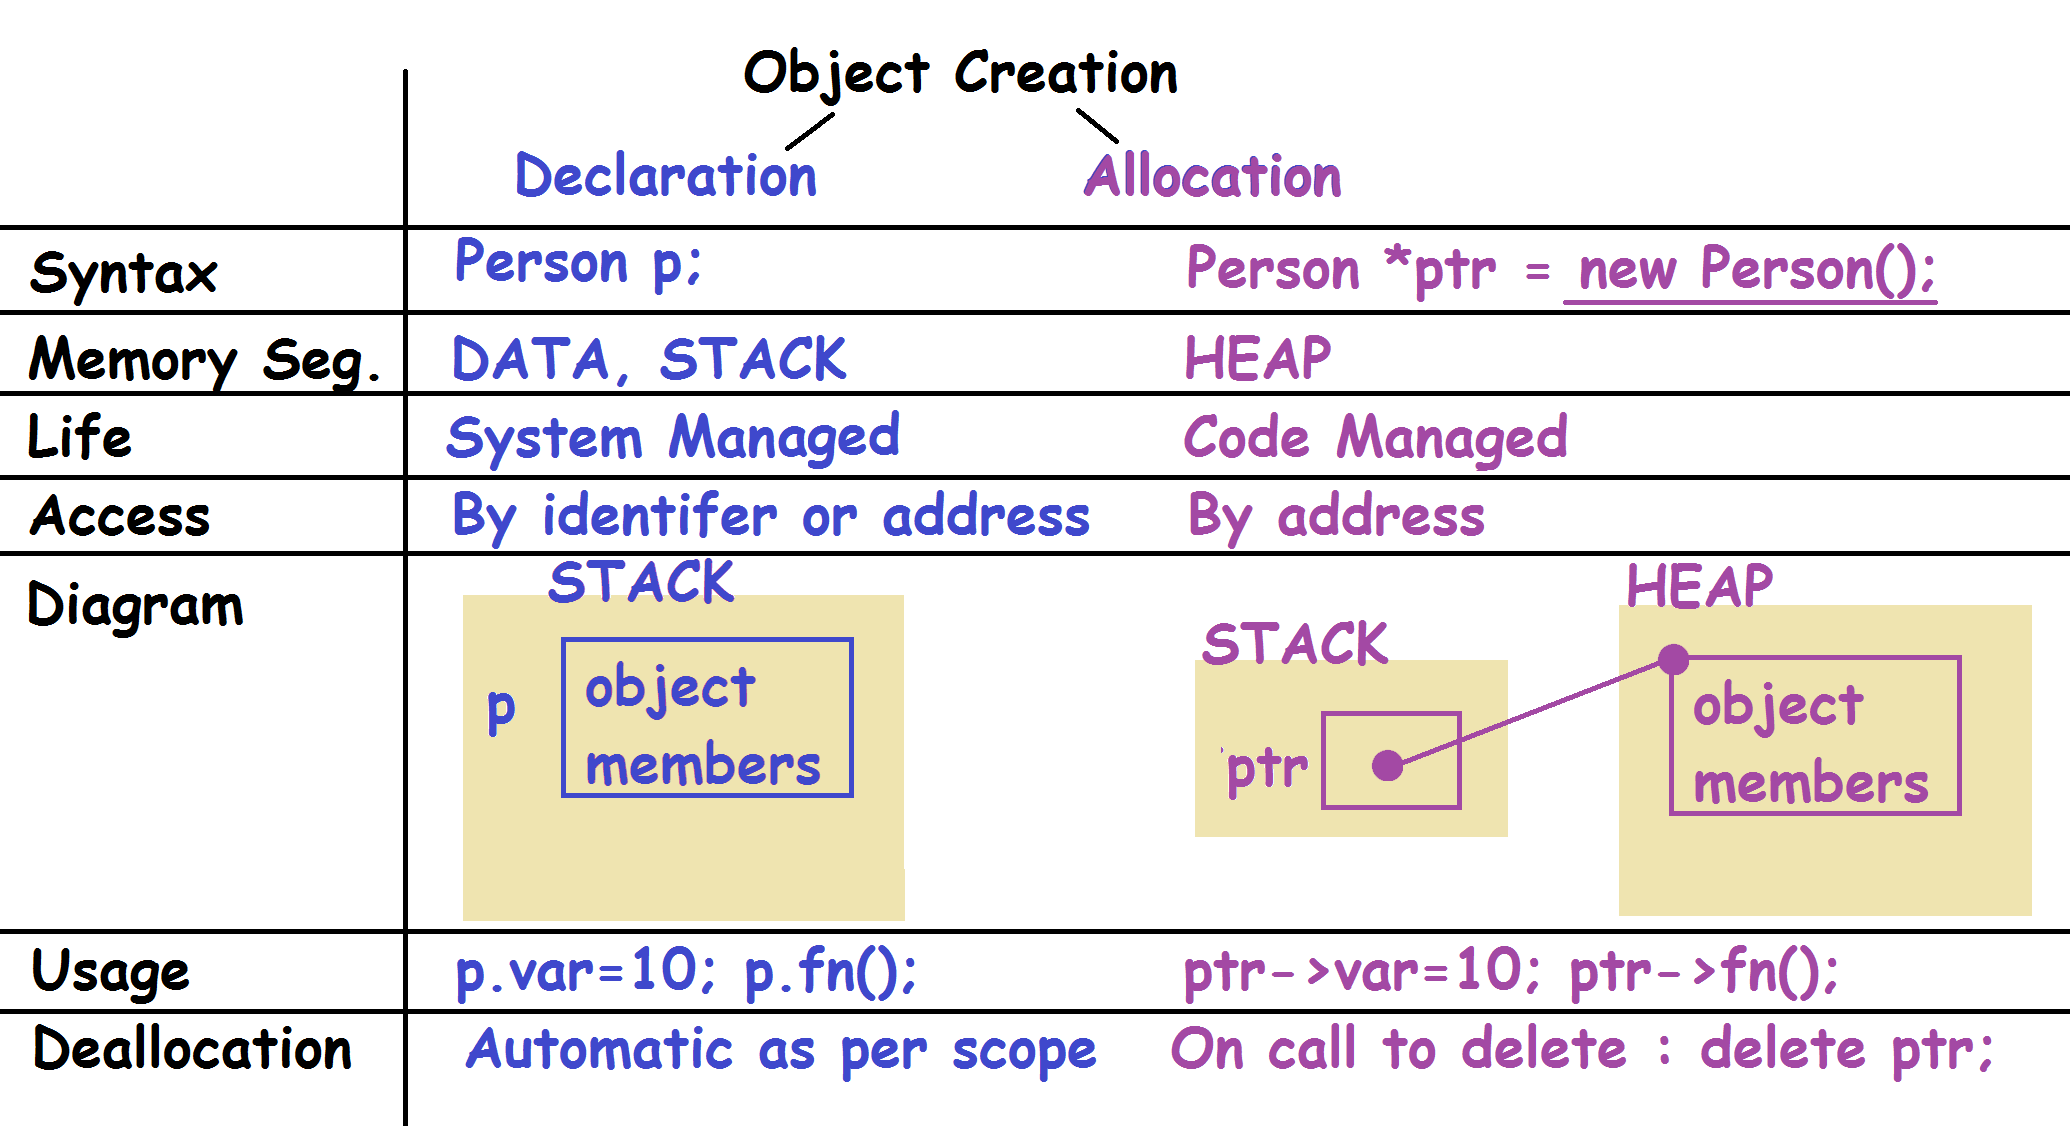 Object Creation
Declaration Allocation
Syntax Person p; Person *ptr = new Person();
Memory Seg. DATA, STACK HEAP
Life System Managed Code Managed
Access By identifer or address By address
Diagram
STACK
p
object
members
STACK
ptr
HEAP
object
members
Usage p.var=10; p.fn(); ptr->var=10; ptr->fn();
Deallocation Automatic as per scope On call to delete : delete ptr;